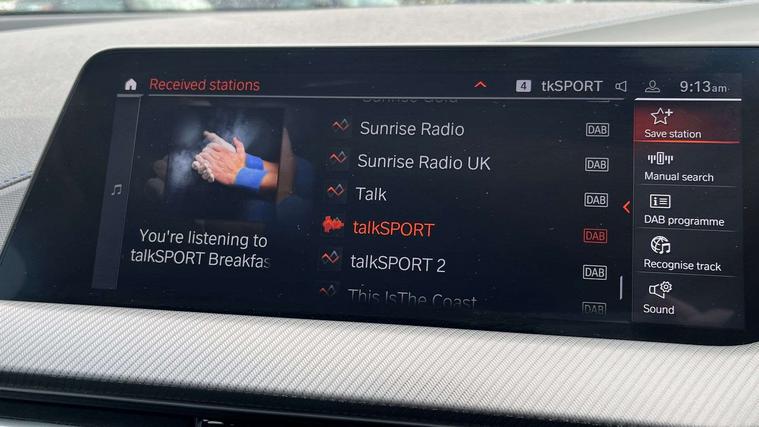 Received stations
4 tkSPORT 9:13am
Sunrise Gold
Sunrise Radio DAB
Sunrise Radio UK DAB
Talk DAB
talkSPORT DAB
talkSPORT 2 DAB
This IsThe Coast DAB
You're listening to
talkSPORT Breakfas
Save station
Manual search
DAB programme
Recognise track
Sound